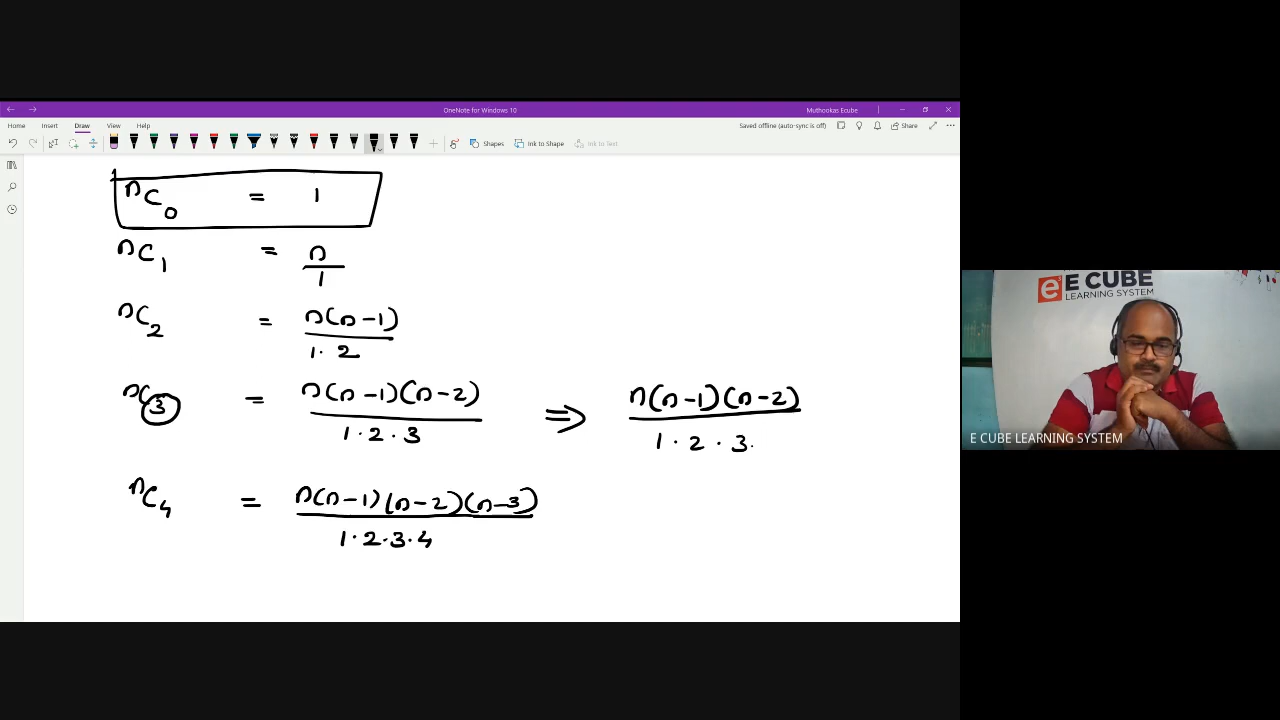 OneNote for Windows 10
Muthookas Ecube
Home Insert Draw View Help
Saved offline (auto-sync is off) Share
Shapes Ink to Shape Ink to Text
nC0 = 1
nC1 = n/1
nC2 = n(n-1)/1·2
nC3 = n(n-1)(n-2)/1·2·3 ⇒ n(n-1)(n-2)/1·2·3·
nC4 = n(n-1)(n-2)(n-3)/1·2·3·4
e³ E CUBE
LEARNING SYSTEM
E CUBE LEARNING SYSTEM